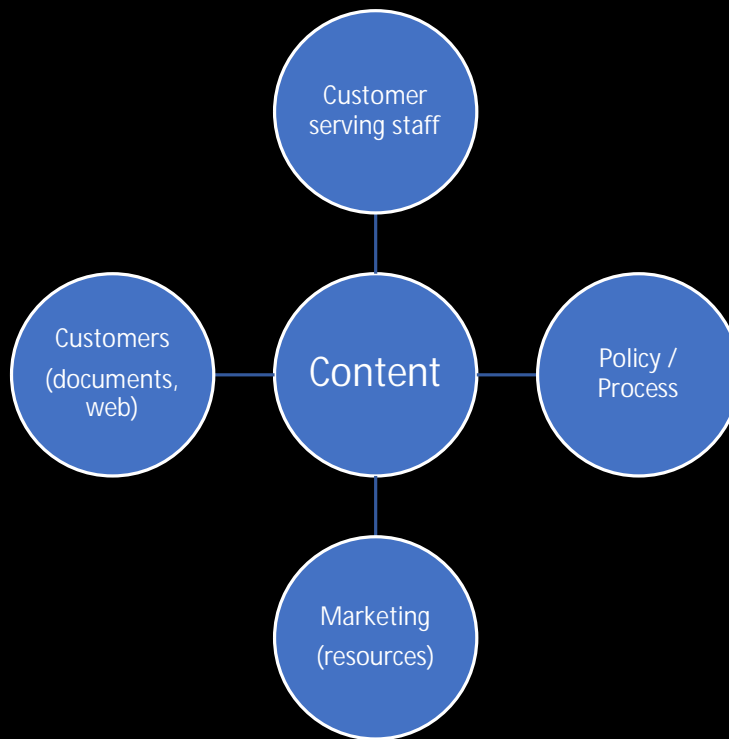 Customer
serving staff
Customers
(documents,
web)
Content
Policy /
Process
Marketing
(resources)